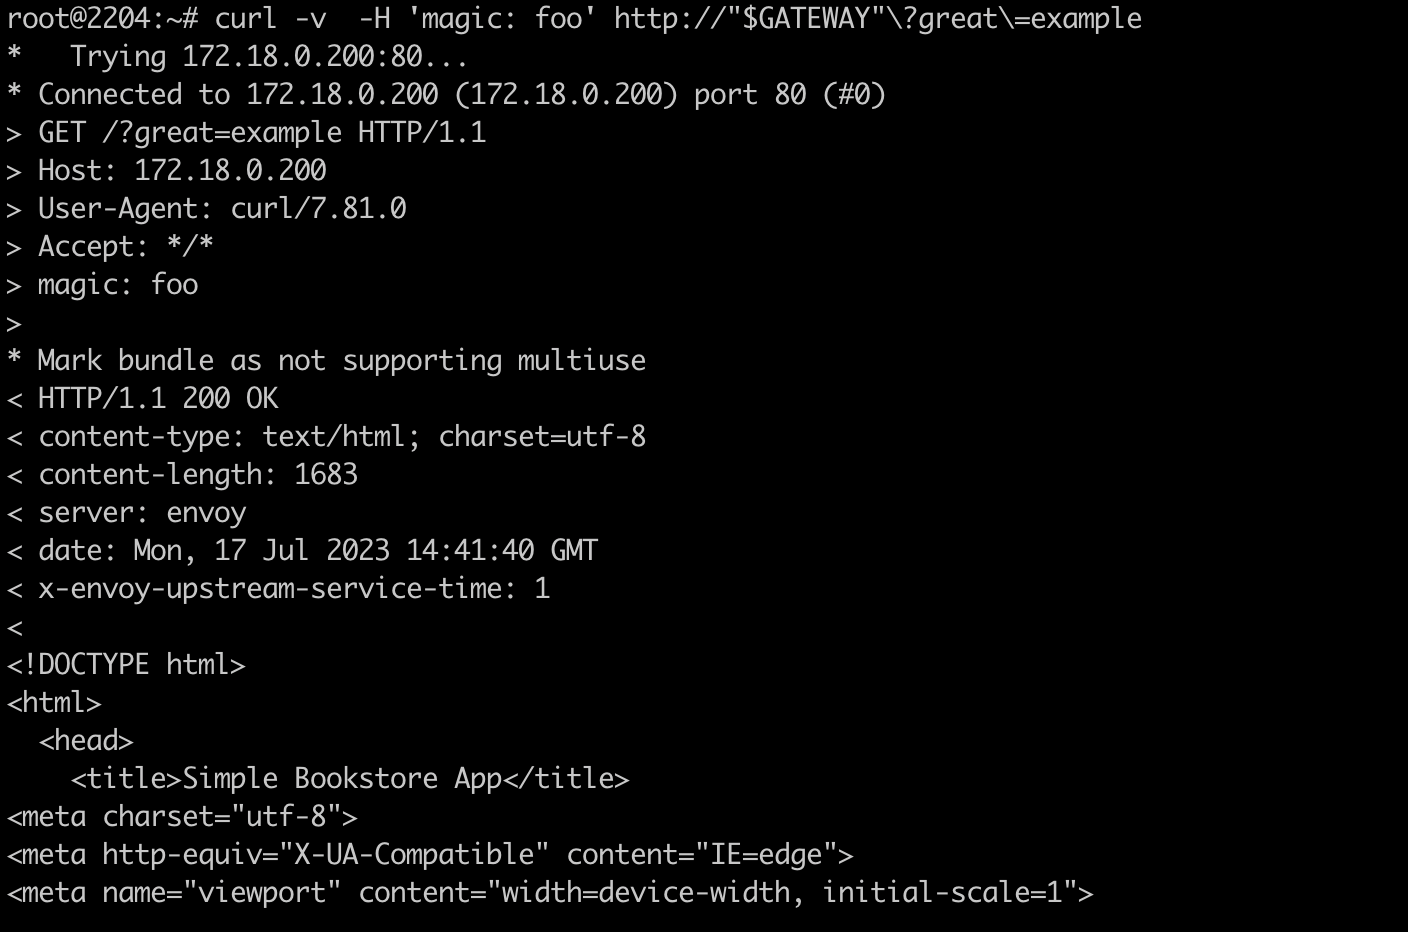 root@2204:~# curl -v  -H 'magic: foo' http://"$GATEWAY"\?great\=example
*   Trying 172.18.0.200:80...
* Connected to 172.18.0.200 (172.18.0.200) port 80 (#0)
> GET /?great=example HTTP/1.1
> Host: 172.18.0.200
> User-Agent: curl/7.81.0
> Accept: */*
> magic: foo
>
* Mark bundle as not supporting multiuse
< HTTP/1.1 200 OK
< content-type: text/html; charset=utf-8
< content-length: 1683
< server: envoy
< date: Mon, 17 Jul 2023 14:41:40 GMT
< x-envoy-upstream-service-time: 1
<
<!DOCTYPE html>
<html>
  <head>
    <title>Simple Bookstore App</title>
<meta charset="utf-8">
<meta http-equiv="X-UA-Compatible" content="IE=edge">
<meta name="viewport" content="width=device-width, initial-scale=1">